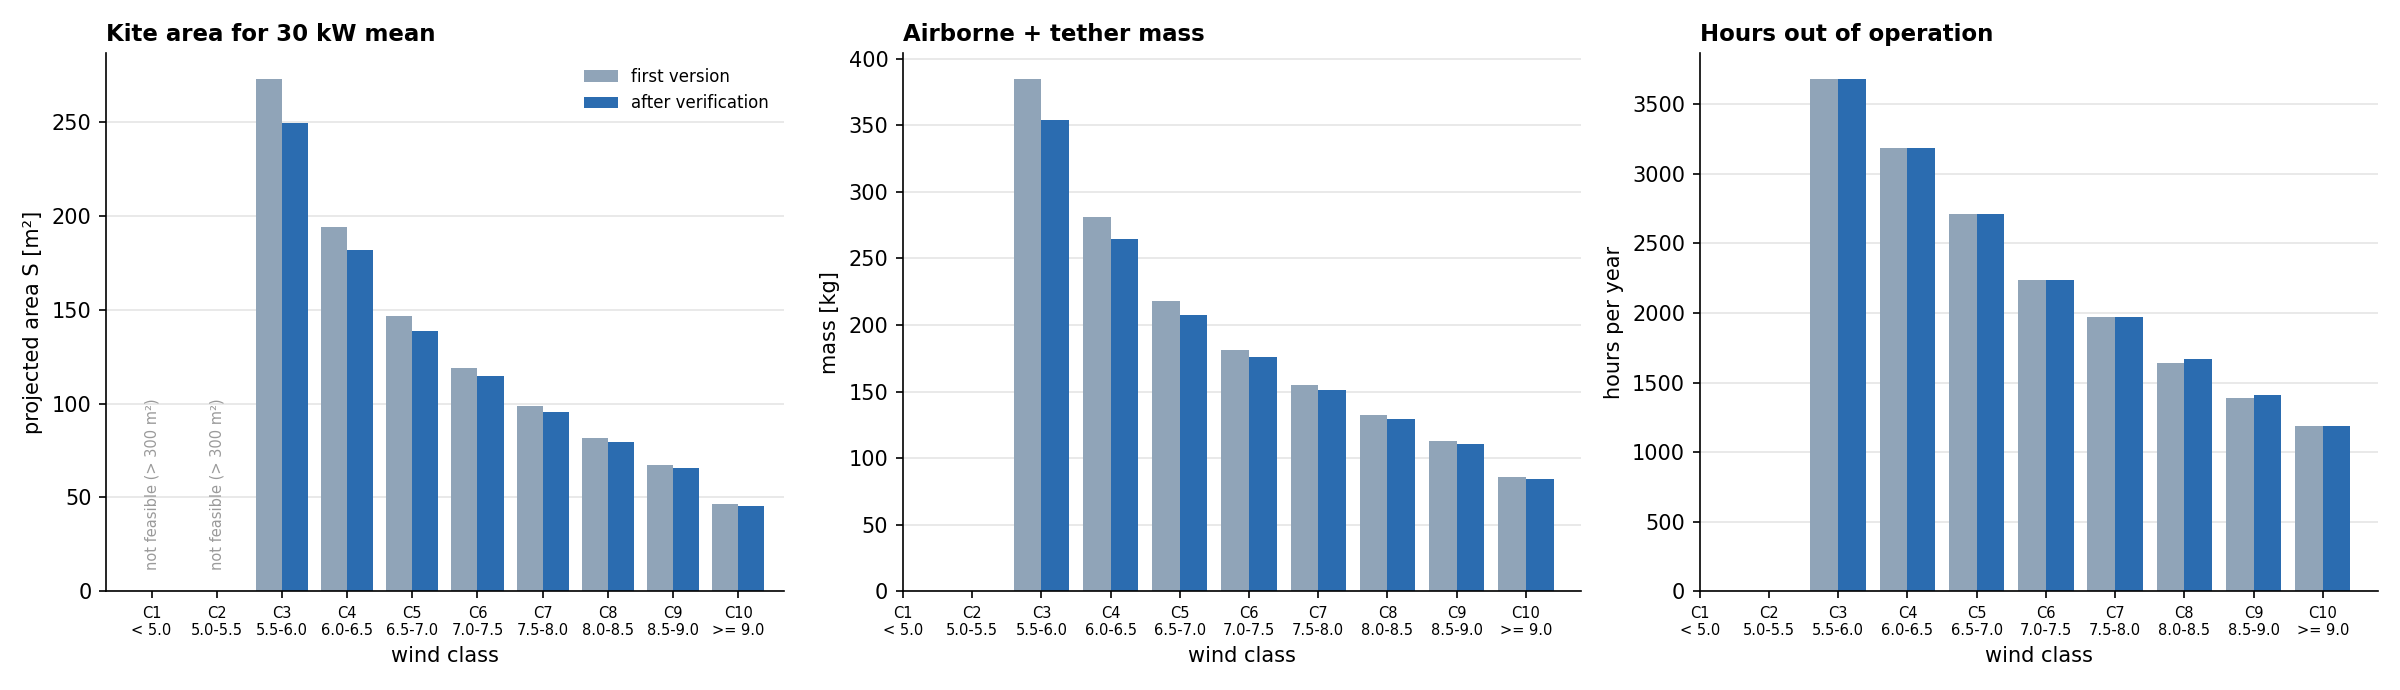 Kite area for 30 kW mean
first version
after verification
projected area S [m²]
250
200
150
100
50
0
not feasible (> 300 m²)
not feasible (> 300 m²)
C1 C2 C3 C4 C5 C6 C7 C8 C9 C10
< 5.0 5.0-5.5 5.5-6.0 6.0-6.5 6.5-7.0 7.0-7.5 7.5-8.0 8.0-8.5 8.5-9.0 >= 9.0
wind class
Airborne + tether mass
mass [kg]
400
350
300
250
200
150
100
50
0
C1 C2 C3 C4 C5 C6 C7 C8 C9 C10
< 5.0 5.0-5.5 5.5-6.0 6.0-6.5 6.5-7.0 7.0-7.5 7.5-8.0 8.0-8.5 8.5-9.0 >= 9.0
wind class
Hours out of operation
hours per year
3500
3000
2500
2000
1500
1000
500
0
C1 C2 C3 C4 C5 C6 C7 C8 C9 C10
< 5.0 5.0-5.5 5.5-6.0 6.0-6.5 6.5-7.0 7.0-7.5 7.5-8.0 8.0-8.5 8.5-9.0 >= 9.0
wind class